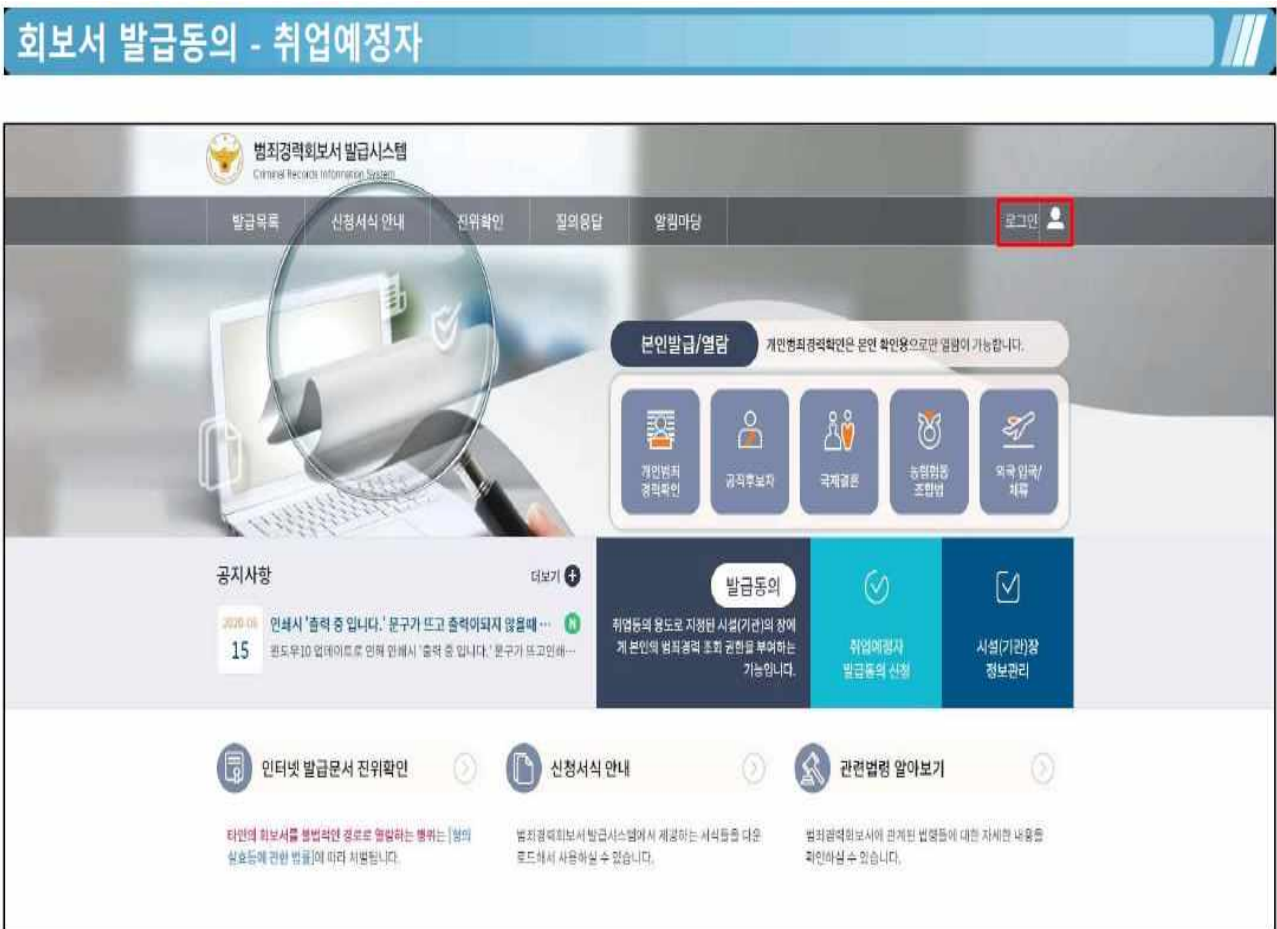 회보서 발급동의 - 취업예정자
범죄경력회보서 발급시스템
Criminal Records Information System
발급목록 신청서식 안내 진위확인 질의응답 알림마당 로그인
본인발급/열람 개인범죄경력확인은 본인 확인용으로만 열람이 가능합니다.
개인범죄
경력확인
공직후보자
국제결혼
농협협동
조합법
외국 입국/
체류
공지사항 더보기
2020-06
15
인쇄시 '출력 중 입니다.' 문구가 뜨고 출력이되지 않을때 ···
N
윈도우10 업데이트로 인해 인쇄시 '출력 중 입니다.' 문구가 뜨고인쇄···
발급동의
취업등의 용도로 지정된 시설(기관)의 장에
게 본인의 범죄경력 조회 권한을 부여하는
기능입니다.
취업예정자
발급동의 신청
시설(기관)장
정보관리
인터넷 발급문서 진위확인
타인의 회보서를 불법적인 경로로 열람하는 행위는 [형의
실효등에 관한 법률]에 따라 처벌됩니다.
신청서식 안내
범죄경력회보서 발급시스템에서 제공하는 서식들을 다운
로드해서 사용하실 수 있습니다.
관련법령 알아보기
범죄경력회보서에 관계된 법령들에 대한 자세한 내용을
확인하실 수 있습니다.